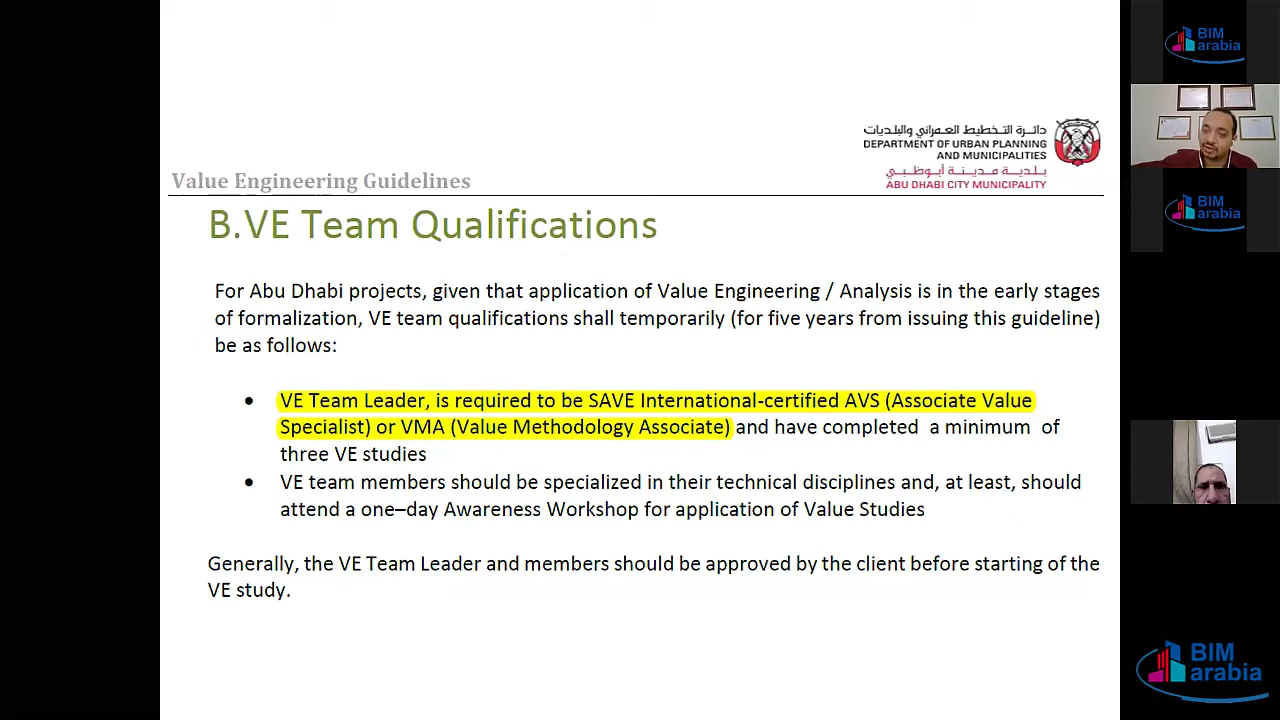 دائرة التخطيط العمراني والبلديات
DEPARTMENT OF URBAN PLANNING
AND MUNICIPALITIES
بلدية مدينة أبوظبي
ABU DHABI CITY MUNICIPALITY
Value Engineering Guidelines
B.VE Team Qualifications
For Abu Dhabi projects, given that application of Value Engineering / Analysis is in the early stages
of formalization, VE team qualifications shall temporarily (for five years from issuing this guideline)
be as follows:
• VE Team Leader, is required to be SAVE International-certified AVS (Associate Value
Specialist) or VMA (Value Methodology Associate) and have completed a minimum of
three VE studies
• VE team members should be specialized in their technical disciplines and, at least, should
attend a one–day Awareness Workshop for application of Value Studies
Generally, the VE Team Leader and members should be approved by the client before starting of the
VE study.
BIM
arabia
BIM
arabia
BIM
arabia